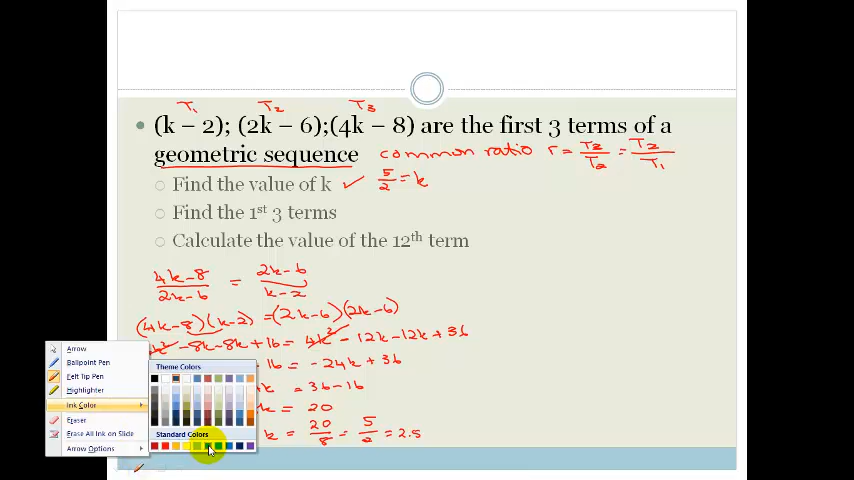 T₁ T₂ T₃
(k – 2); (2k – 6);(4k – 8) are the first 3 terms of a
geometric sequence common ratio r = T₃/T₂ = T₂/T₁
Find the value of k ✓ 5/2 = k
Find the 1st 3 terms
Calculate the value of the 12th term
4k-8/2k-6 = 2k-6/k-2
(4k-8)(k-2) = (2k-6)(2k-6)
-8k-8k+16 = 4k² - 12k-12k+36
16 = -24k+36
= 36-16
k = 20
k = 20/8 = 5/2 = 2.5
Arrow
Ballpoint Pen
Felt Tip Pen
Highlighter
Ink Color
Eraser
Erase All Ink on Slide
Arrow Options
Theme Colors
Standard Colors